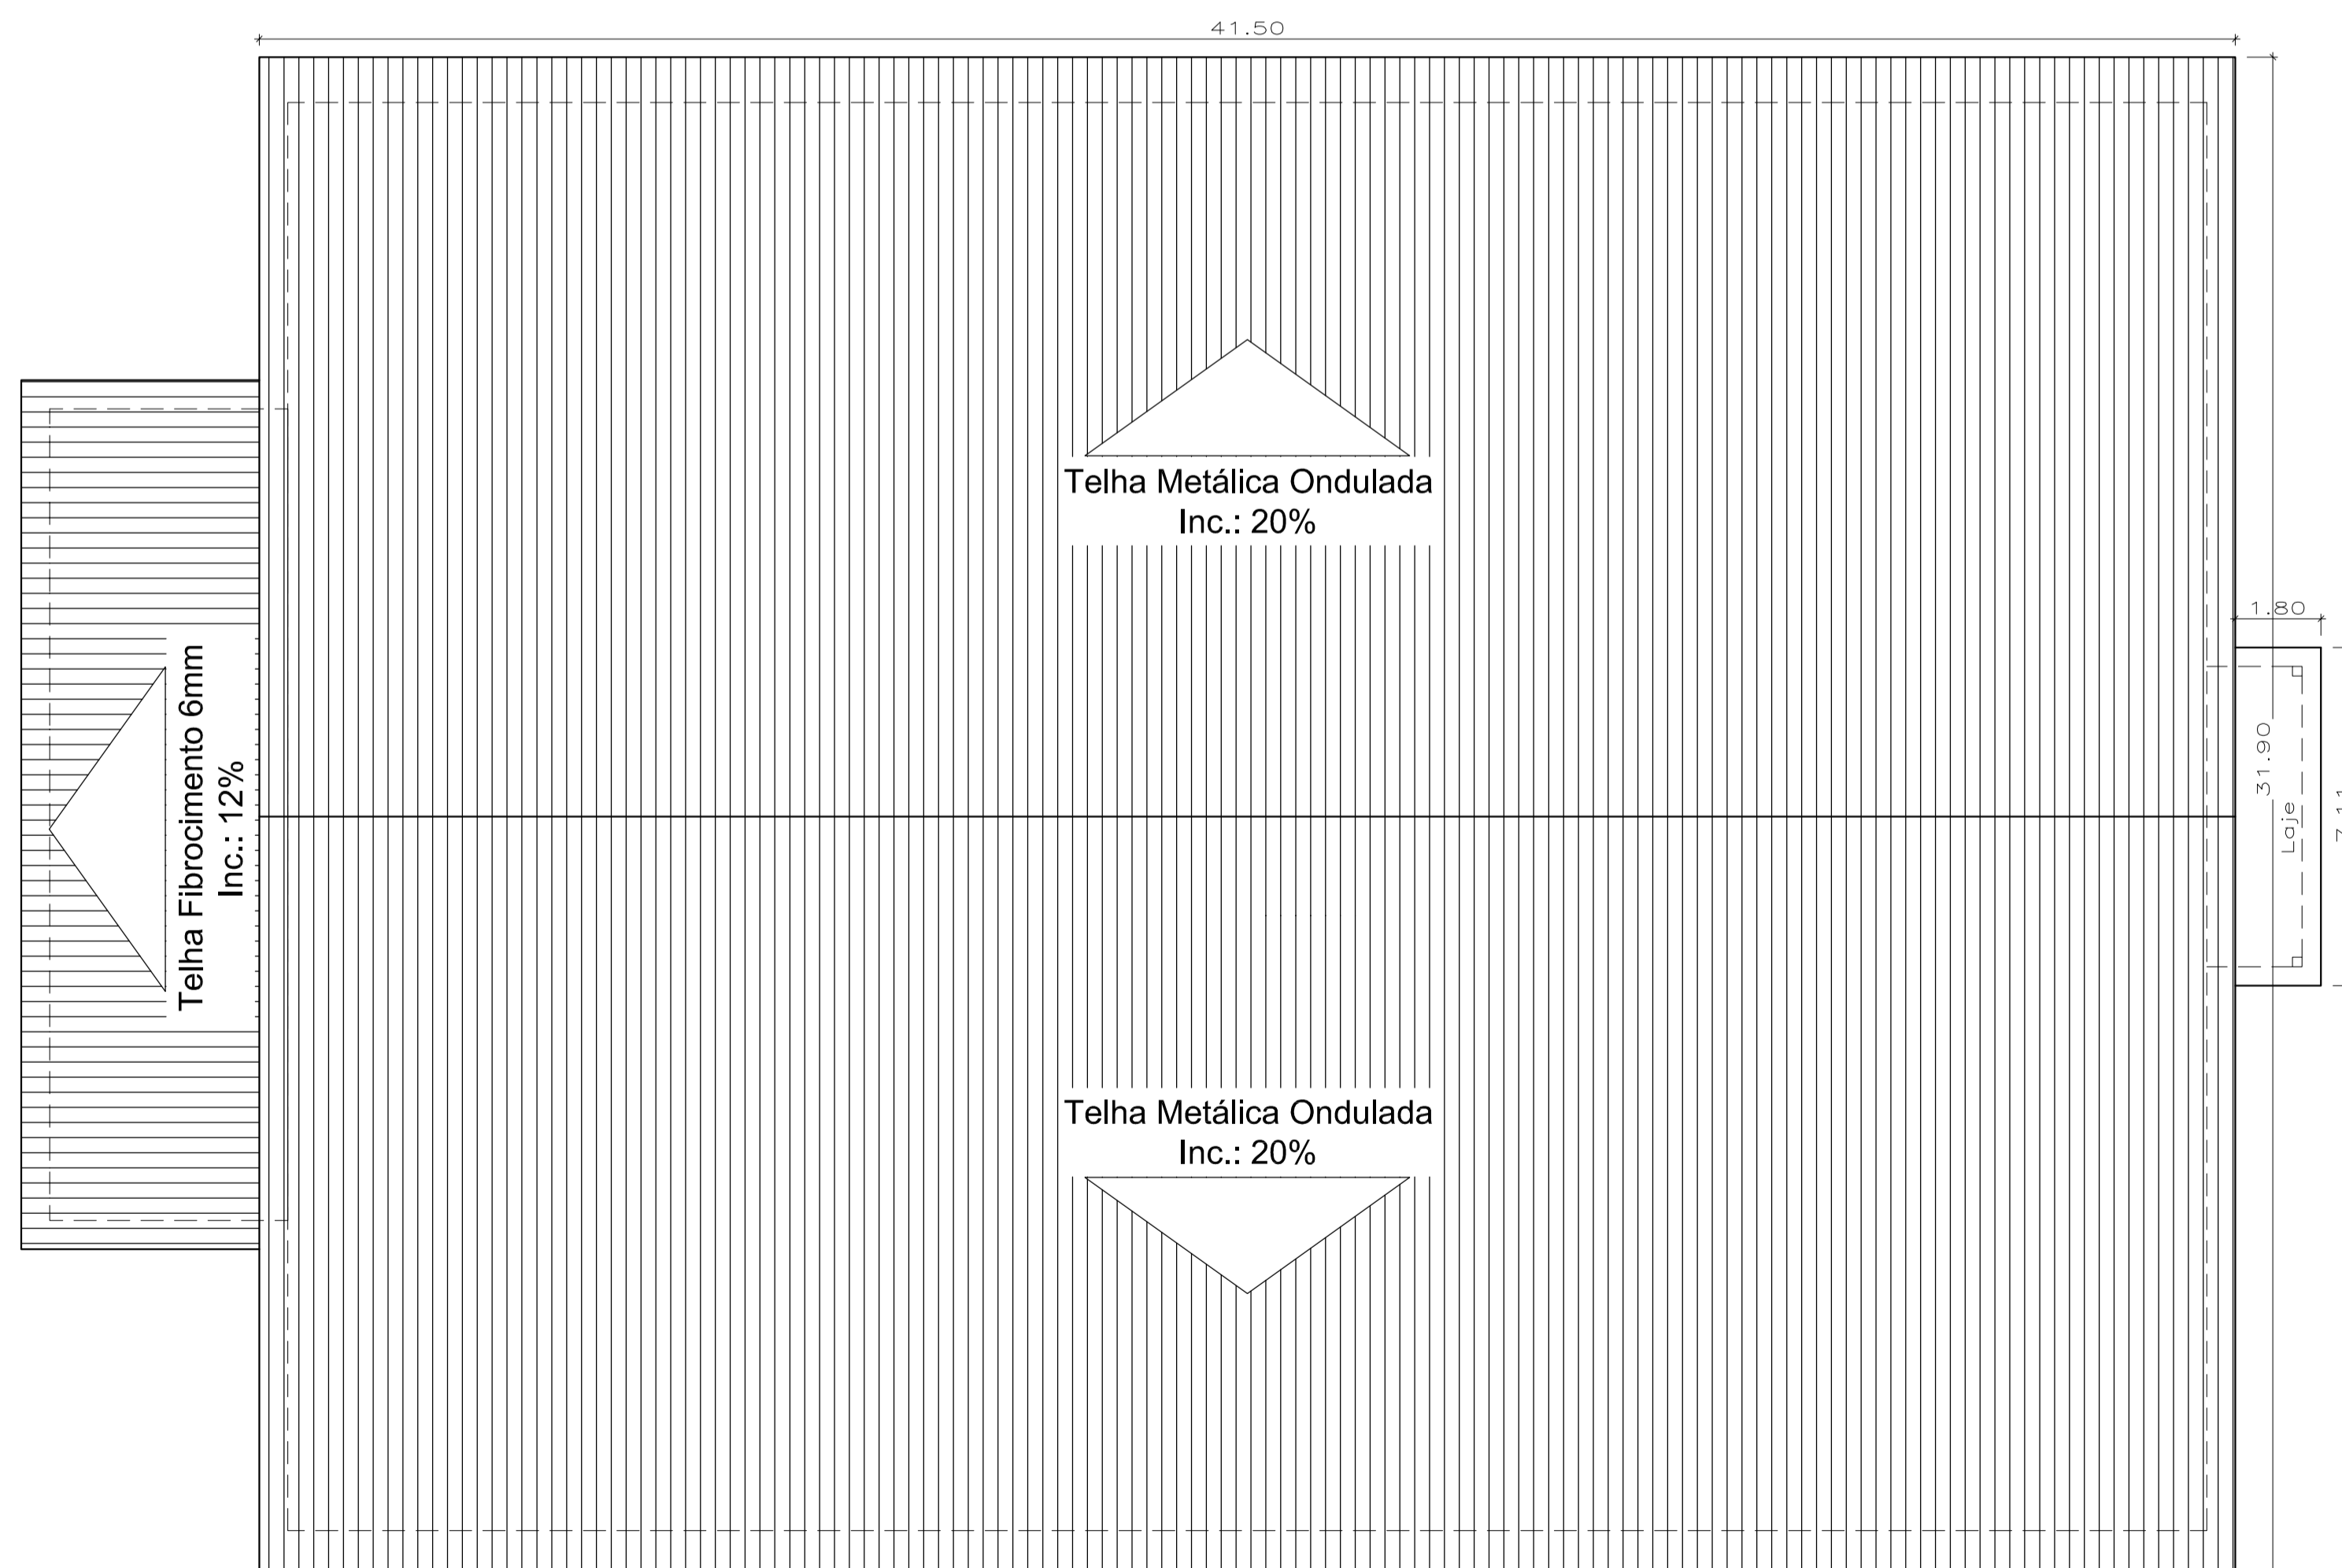 41.50
Telha Metálica Ondulada
Inc.: 20%
1.80
Telha Fibrocimento 6mm
Inc.: 12%
31.90
Laje
Telha Metálica Ondulada
Inc.: 20%